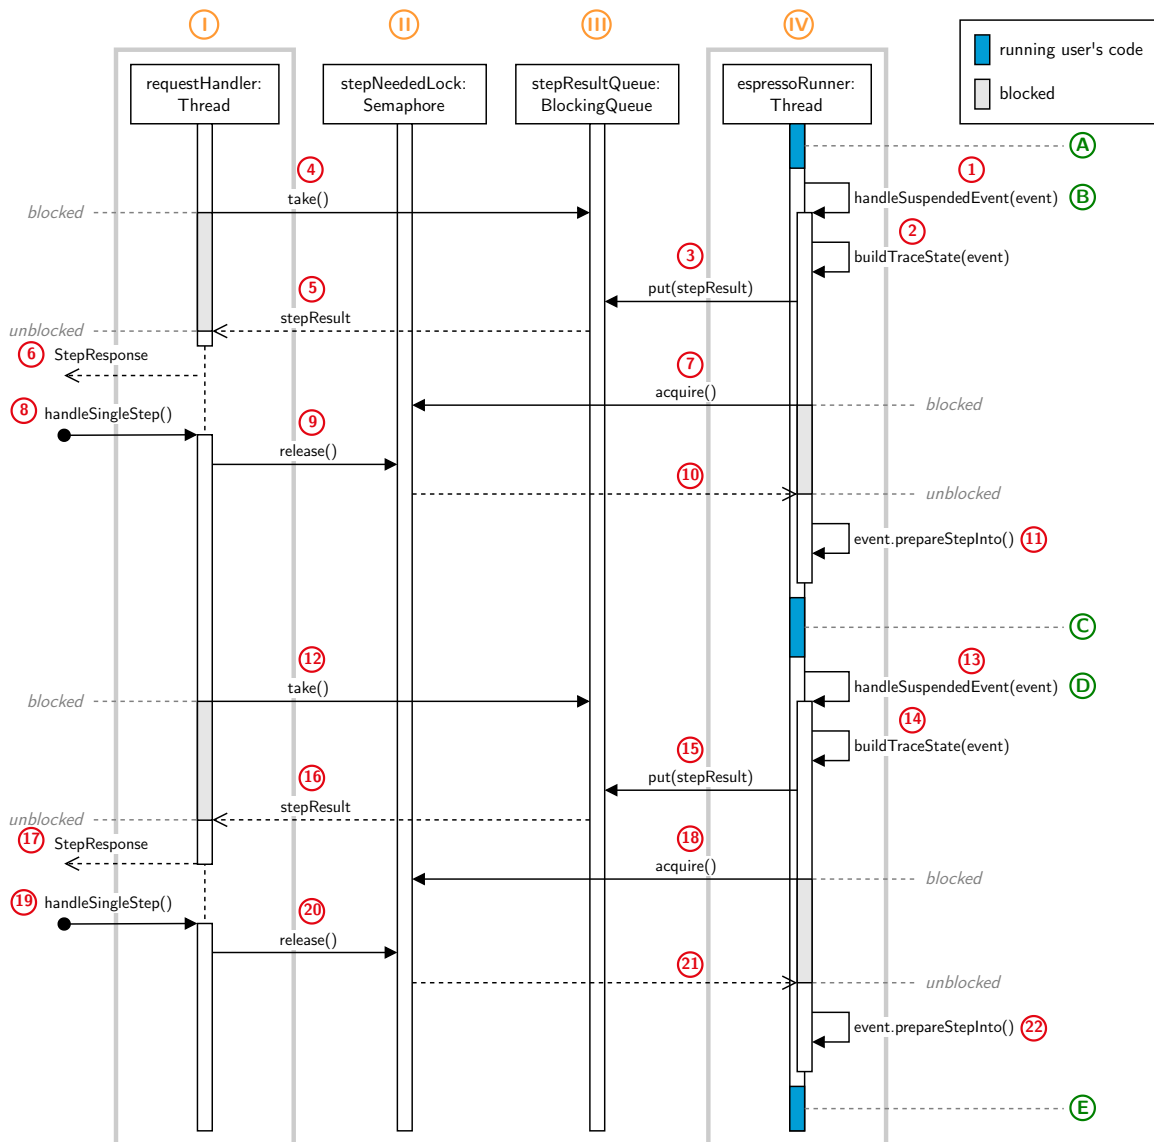 I II III IV
running user's code
blocked
requestHandler:
Thread
stepNeededLock:
Semaphore
stepResultQueue:
BlockingQueue
espressoRunner:
Thread
A
1
handleSuspendedEvent(event) B
4
take()
blocked
2
buildTraceState(event)
3
put(stepResult)
5
stepResult
unblocked
6 StepResponse
7
acquire()
blocked
8 handleSingleStep()
9
release()
10
unblocked
event.prepareStepInto() 11
C
12
take()
blocked
13
handleSuspendedEvent(event) D
14
buildTraceState(event)
15
put(stepResult)
16
stepResult
unblocked
17 StepResponse
18
acquire()
blocked
19 handleSingleStep()
20
release()
21
unblocked
event.prepareStepInto() 22
E